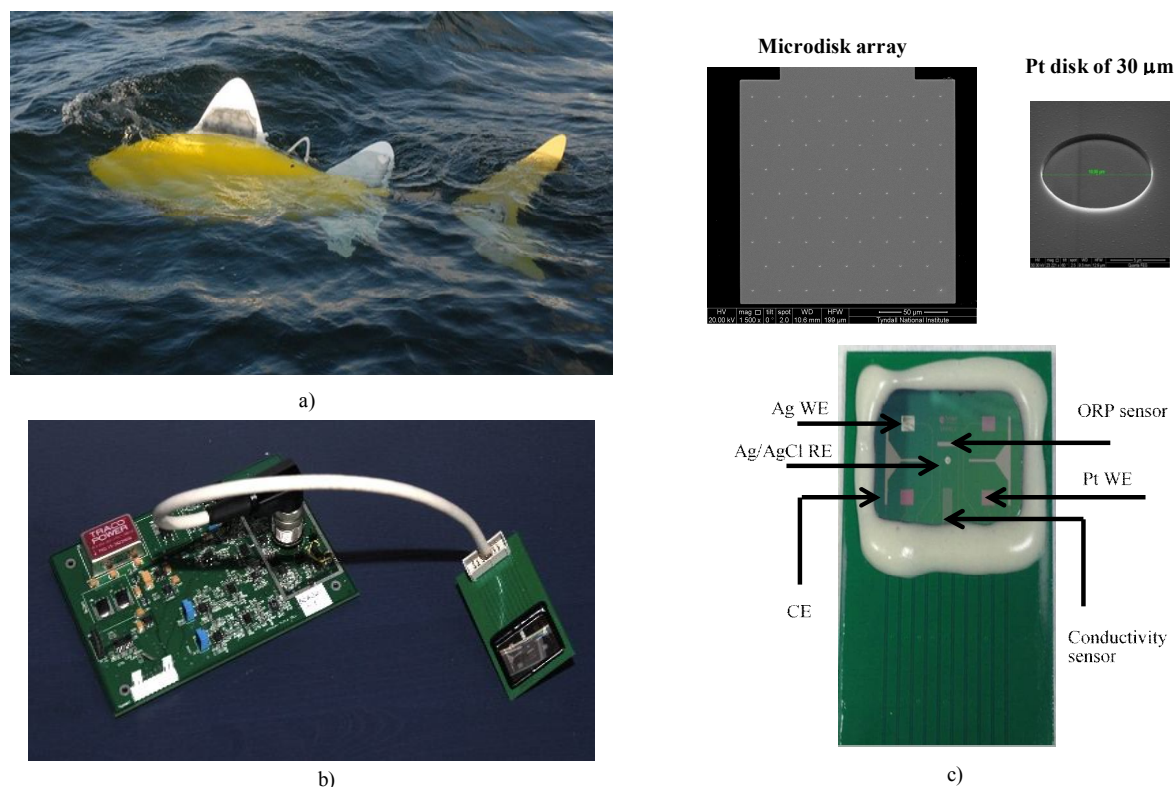 Microdisk array
Pt disk of 30 μm
HV
mag
tilt
spot
WD
HFW
50 μm
20.00 kV
1 500 x
0 °
2.0
10.6 mm
199 μm
Tyndall National Institute
a)
TRACO
POWER
Ag WE
Ag/AgCl RE
CE
ORP sensor
Pt WE
Conductivity
sensor
b)
c)